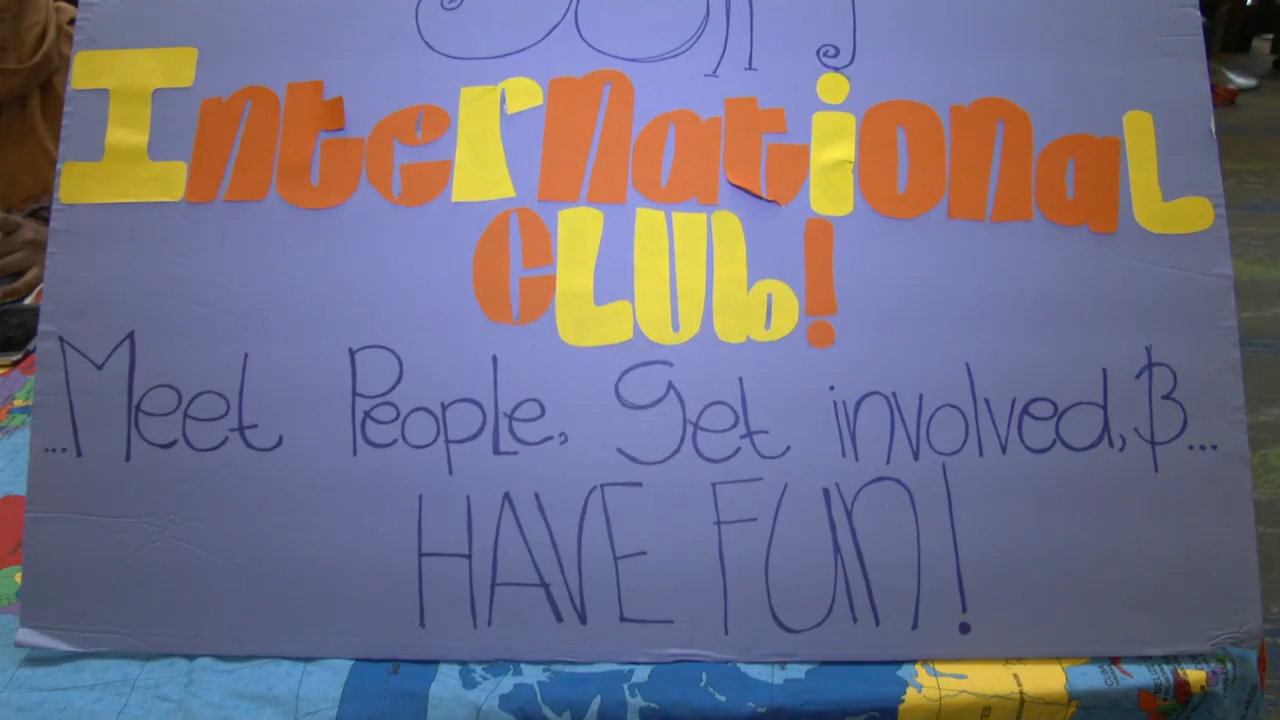 InternationaL
CLUb!
...Meet People, get involved, &...
HAVE FUN!